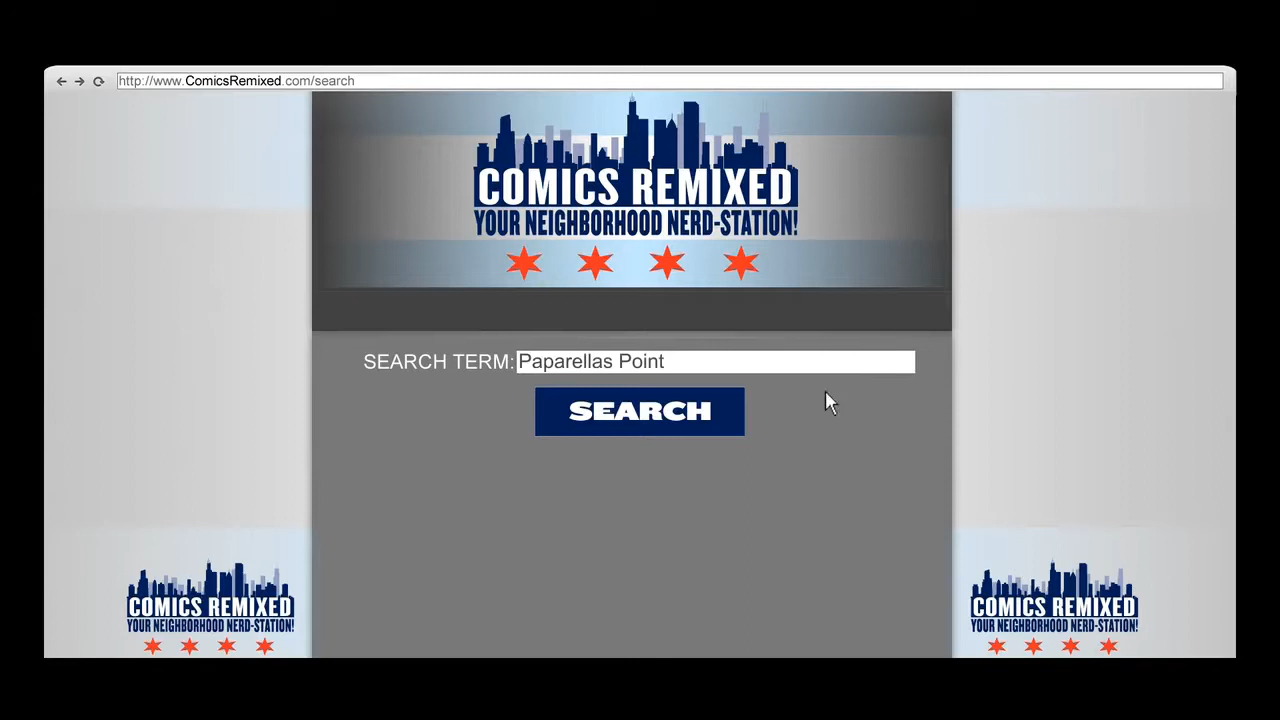 http://www.ComicsRemixed.com/search
COMICS REMIXED
YOUR NEIGHBORHOOD NERD-STATION!
SEARCH TERM: Paparellas Point
SEARCH
COMICS REMIXED
YOUR NEIGHBORHOOD NERD-STATION!
COMICS REMIXED
YOUR NEIGHBORHOOD NERD-STATION!